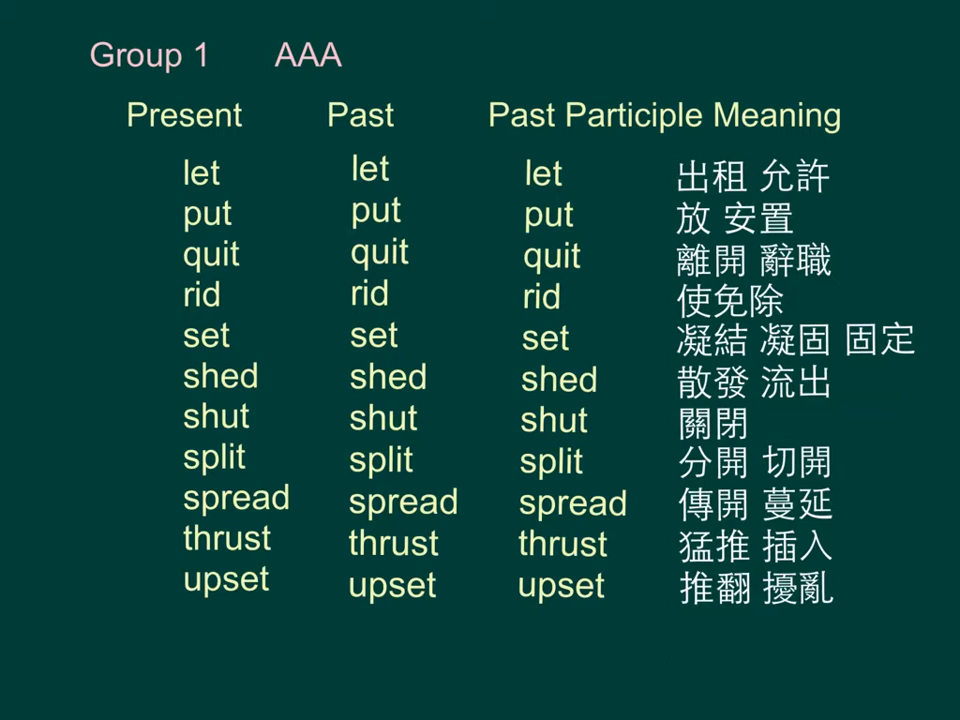 Group 1 AAA
Present Past Past Participle Meaning
let let let 出租 允許
put put put 放 安置
quit quit quit 離開 辭職
rid rid rid 使免除
set set set 凝結 凝固 固定
shed shed shed 散發 流出
shut shut shut 關閉
split split split 分開 切開
spread spread spread 傳開 蔓延
thrust thrust thrust 猛推 插入
upset upset upset 推翻 擾亂